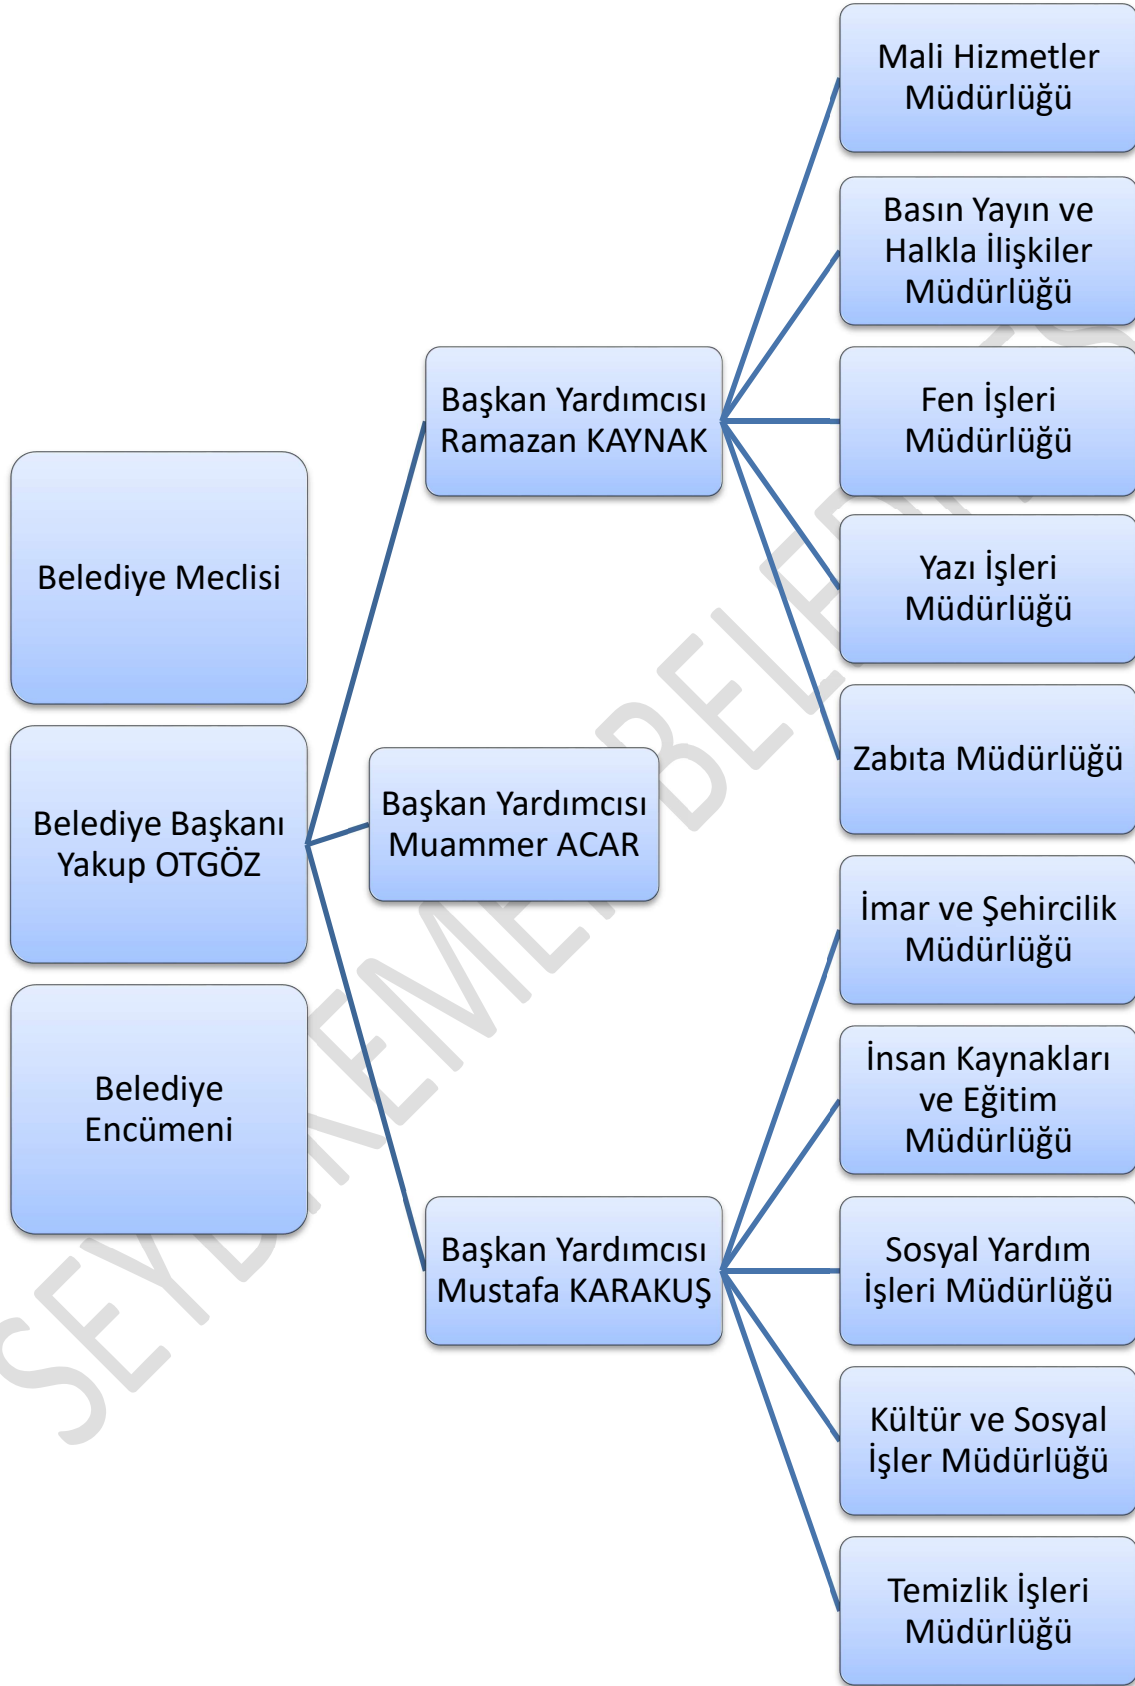 Belediye Meclisi
Belediye Başkanı
Yakup OTGÖZ
Belediye
Encümeni
Başkan Yardımcısı
Ramazan KAYNAK
Başkan Yardımcısı
Muammer ACAR
Başkan Yardımcısı
Mustafa KARAKUŞ
Mali Hizmetler
Müdürlüğü
Basın Yayın ve
Halkla İlişkiler
Müdürlüğü
Fen İşleri
Müdürlüğü
Yazı İşleri
Müdürlüğü
Zabıta Müdürlüğü
İmar ve Şehircilik
Müdürlüğü
İnsan Kaynakları
ve Eğitim
Müdürlüğü
Sosyal Yardım
İşleri Müdürlüğü
Kültür ve Sosyal
İşler Müdürlüğü
Temizlik İşleri
Müdürlüğü